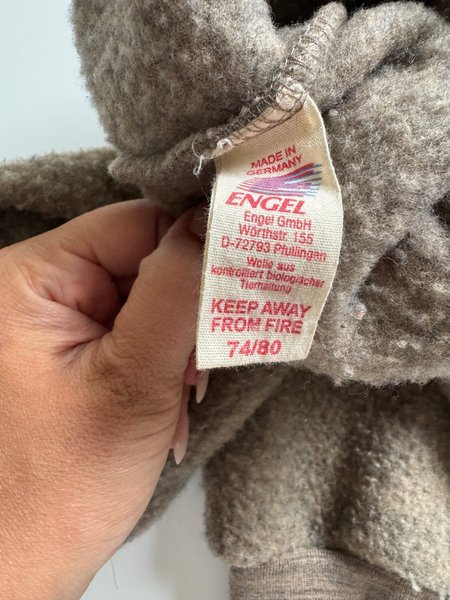 MADE IN
GERMANY
ENGEL
Engel GmbH
Wörthstr. 155
D-72793 Pfullingen
Wolle aus
kontrolliert biologischer
Tierhaltung
KEEP AWAY
FROM FIRE
74/80